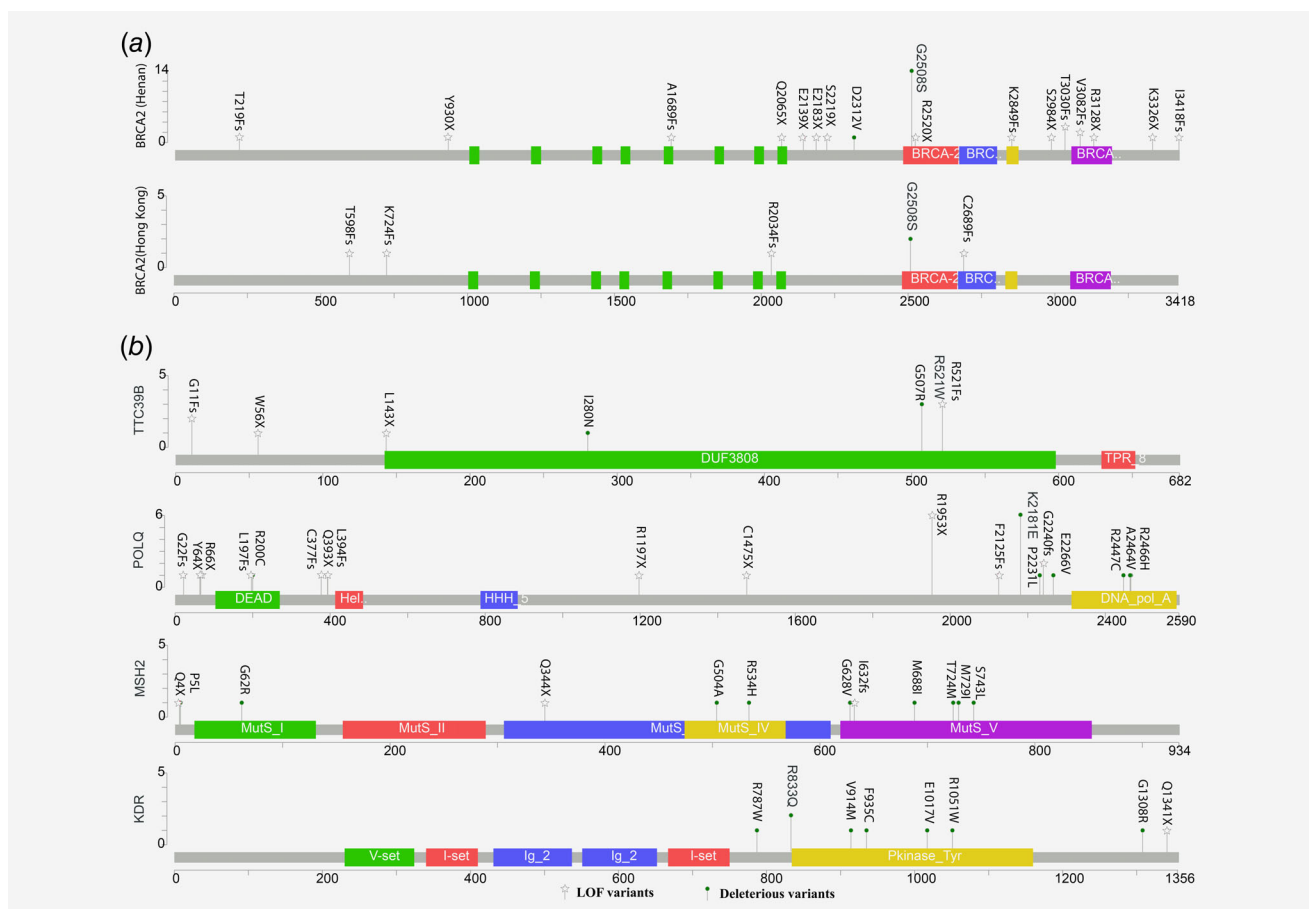 (a)
BRCA2 (Henan)
14
0
T219Fs
Y930X
A1689Fs
Q2065X
E2139X
E2183X
S2219X
D2312V
G2508S
R2520X
K2849Fs
S2984X
T3030Fs
V3082Fs
R3128X
K3326X
I3418Fs
BRCA-2 BRC.. BRCA..
BRCA2(Hong Kong)
5
0
T598Fs
K724Fs
R2034Fs
G2508S
C2689Fs
BRCA-2 BRC.. BRCA..
0 500 1000 1500 2000 2500 3000 3418
(b)
TTC39B
5
0
G11Fs
W56X
L143X
I280N
G507R
R521W
R521Fs
DUF3808 TPR_8
0 100 200 300 400 500 600 682
POLQ
6
0
G22Fs
Y64X
R66X
L197Fs
R200C
C377Fs
Q393X
L394Fs
R1197X
C1475X
R1953X
F2125Fs
K2181E
P2231L
G2240fs
E2266V
R2447C
A2464V
R2466H
DEAD Hel.. HHH_5 DNA_pol_A
0 200 400 600 800 1200 1600 2000 2400 2590
MSH2
5
0
Q4X
P5L
G62R
Q344X
G504A
R534H
G628V
I632fs
M688I
T724M
M729I
S743L
MutS_I MutS_II MutS_ MutS_IV MutS_V
0 200 400 600 800 934
KDR
5
0
R787W
R833Q
V914M
F935C
E1017V
R1051W
G1308R
Q1341X
V-set I-set Ig_2 Ig_2 I-set Pkinase_Tyr
0 200 400 600 800 1000 1200 1356
LOF variants Deleterious variants